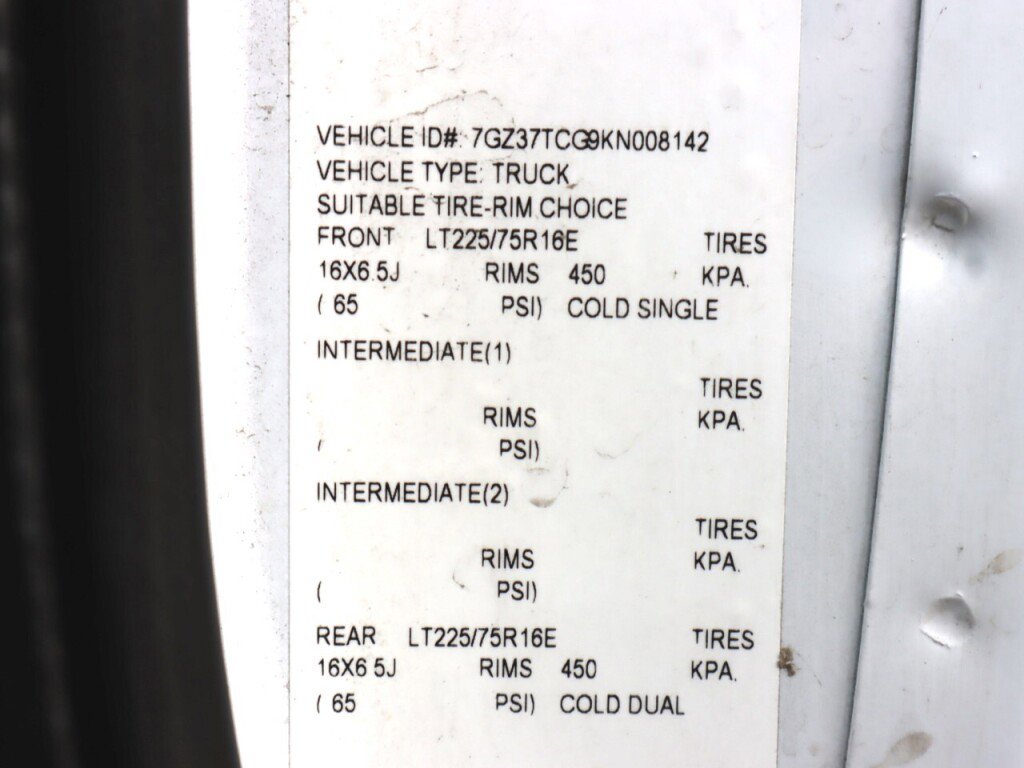 VEHICLE ID#: 7GZ37TCG9KN008142
VEHICLE TYPE: TRUCK
SUITABLE TIRE-RIM CHOICE
FRONT LT225/75R16E TIRES
16X6.5J RIMS 450 KPA.
( 65 PSI) COLD SINGLE
INTERMEDIATE(1)
TIRES
RIMS KPA.
( PSI)
INTERMEDIATE(2)
TIRES
RIMS KPA.
( PSI)
REAR LT225/75R16E TIRES
16X6.5J RIMS 450 KPA.
( 65 PSI) COLD DUAL